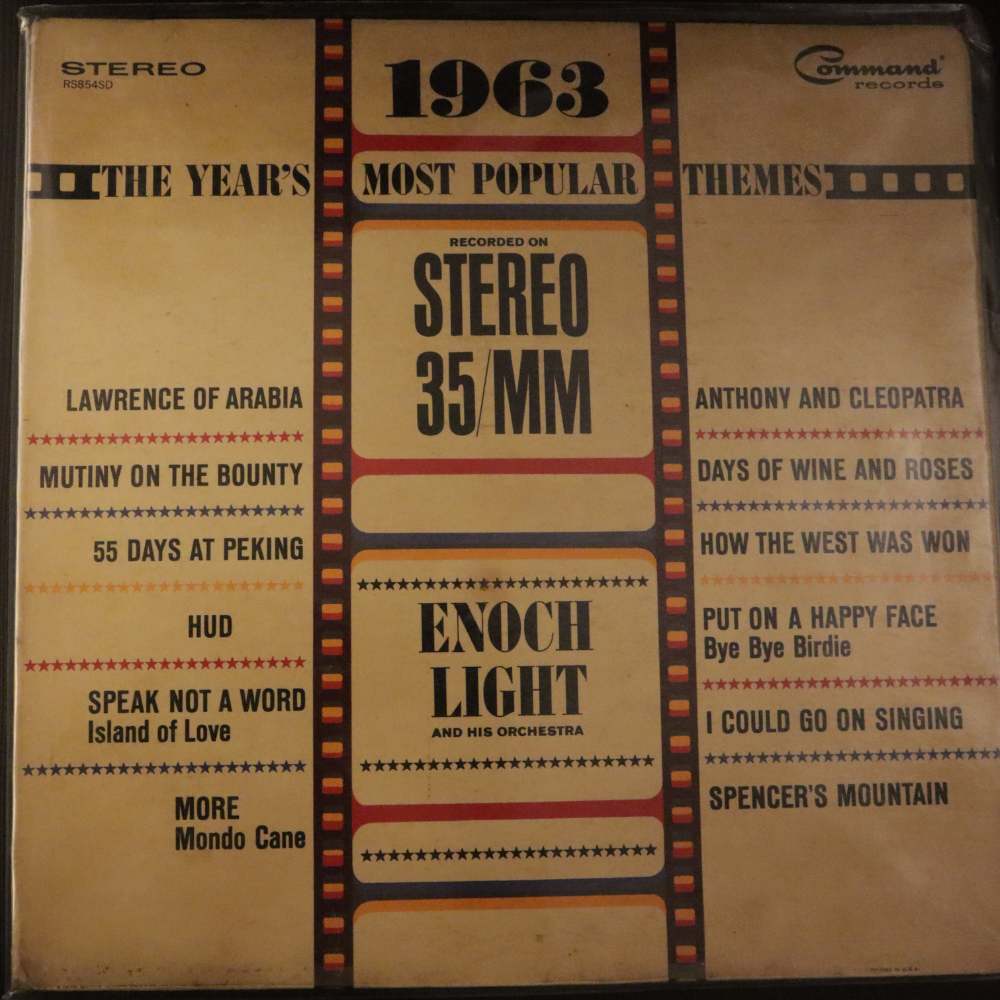 STEREO
RS854SD
1963
Command
records
THE YEAR'S MOST POPULAR THEMES
RECORDED ON
STEREO
35/MM
LAWRENCE OF ARABIA
MUTINY ON THE BOUNTY
55 DAYS AT PEKING
HUD
SPEAK NOT A WORD
Island of Love
MORE
Mondo Cane
ENOCH
LIGHT
AND HIS ORCHESTRA
ANTHONY AND CLEOPATRA
DAYS OF WINE AND ROSES
HOW THE WEST WAS WON
PUT ON A HAPPY FACE
Bye Bye Birdie
I COULD GO ON SINGING
SPENCER'S MOUNTAIN